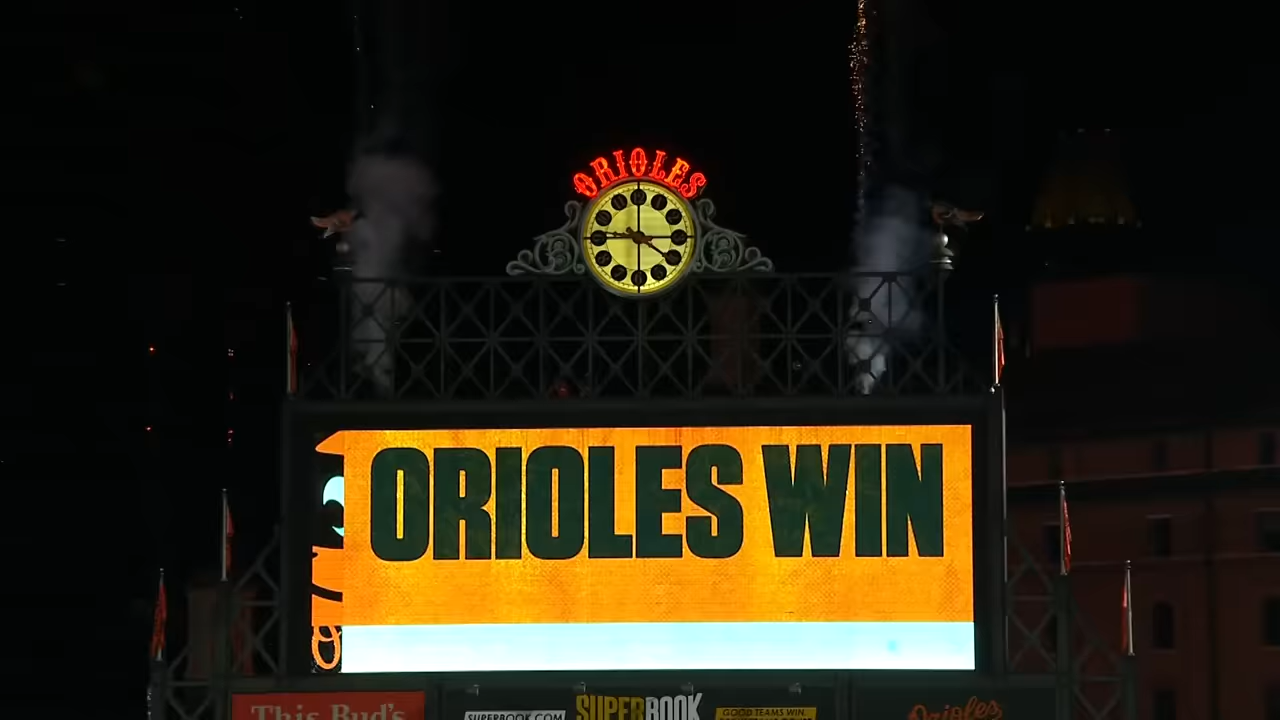 ORIOLES
ORIOLES WIN
This Bud's
SUPERBOOK.COM
SUPERBOOK
GOOD TEAMS WIN.
Orioles